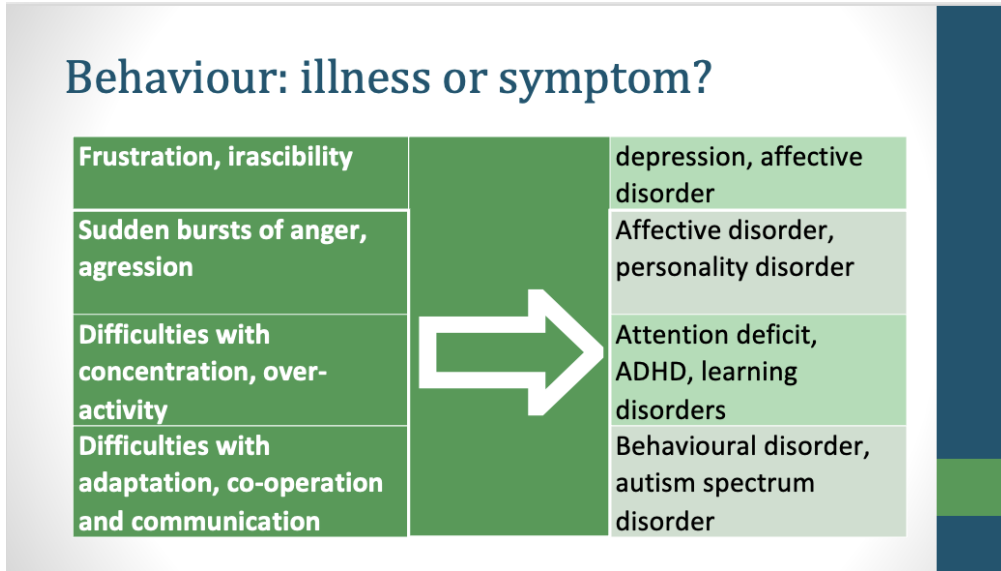 Behaviour: illness or symptom?
Frustration, irascibility
depression, affective
disorder
Sudden bursts of anger,
agression
Affective disorder,
personality disorder
Difficulties with
concentration, over-
activity
Attention deficit,
ADHD, learning
disorders
Difficulties with
adaptation, co-operation
and communication
Behavioural disorder,
autism spectrum
disorder